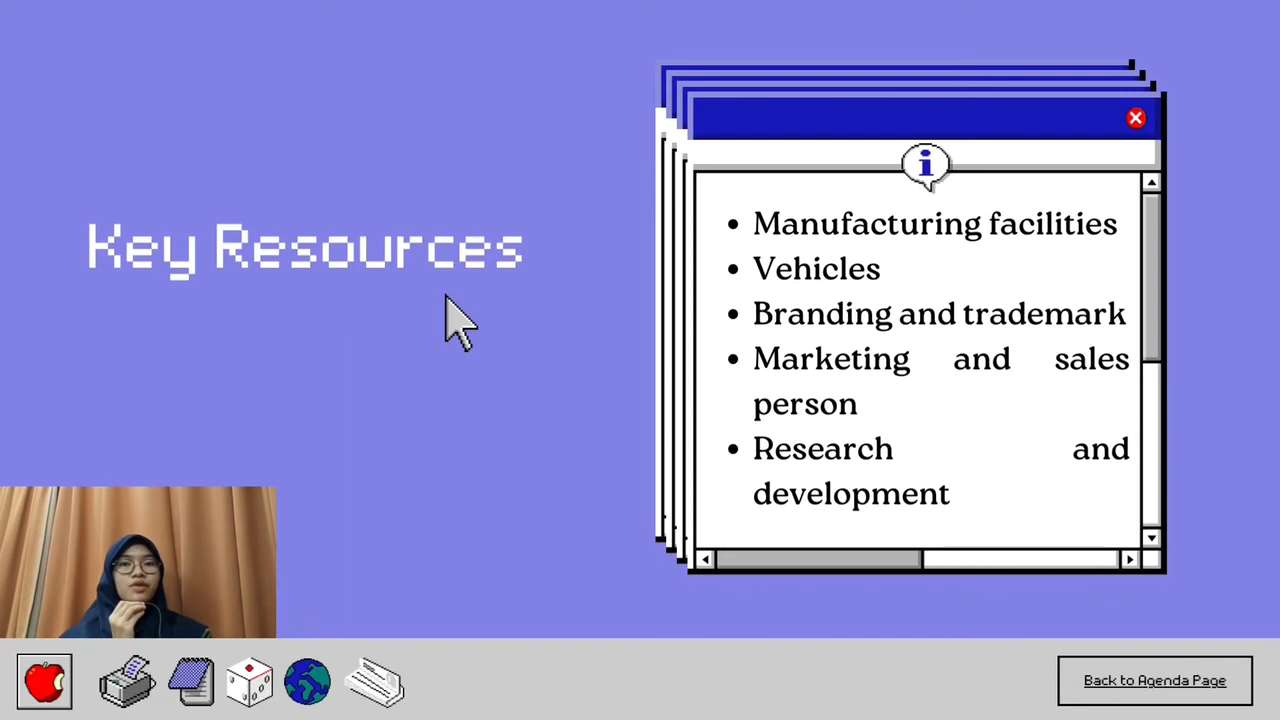 Key Resources
• Manufacturing facilities
• Vehicles
• Branding and trademark
• Marketing and sales
person
• Research and
development
Back to Agenda Page